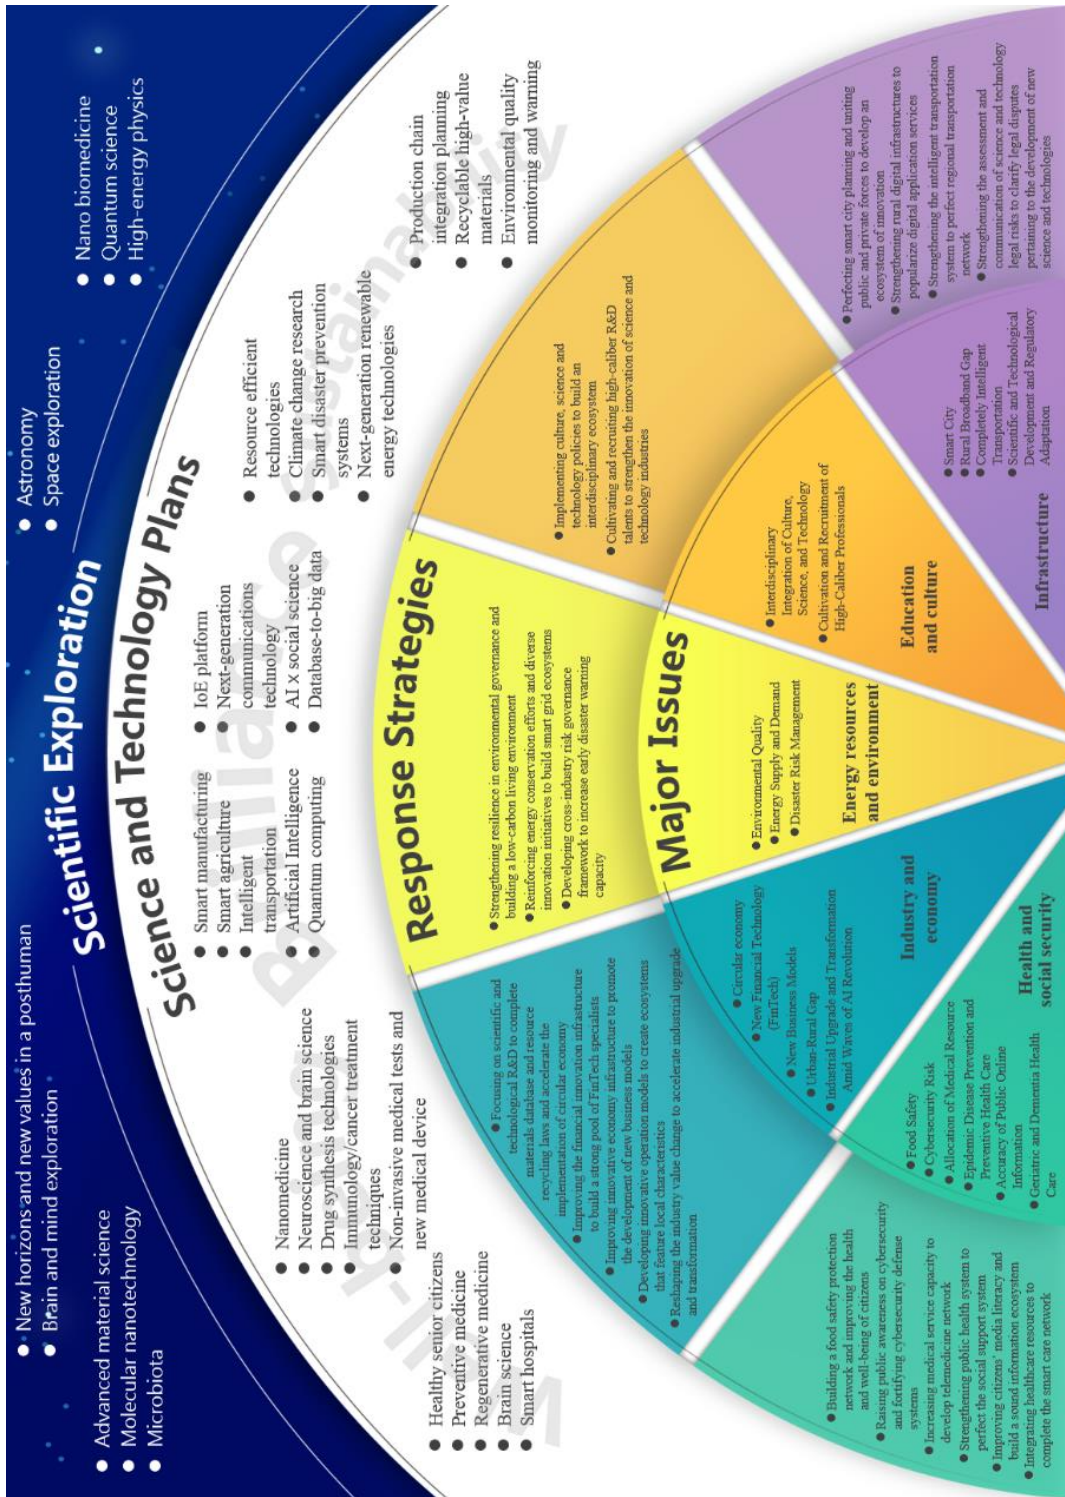 Scientific Exploration
● Advanced material science
● Molecular nanotechnology
● Microbiota
● New horizons and new values in a posthuman
● Brain and mind exploration
● Astronomy
● Space exploration
● Nano biomedicine
● Quantum science
● High-energy physics
Science and Technology Plans
● Healthy senior citizens
● Preventive medicine
● Regenerative medicine
● Brain science
● Smart hospitals
● Nanomedicine
● Neuroscience and brain science
● Drug synthesis technologies
● Immunology/cancer treatment
techniques
● Non-invasive medical tests and
new medical device
● Smart manufacturing
● Smart agriculture
● Intelligent
transportation
● Artificial Intelligence
● Quantum computing
● IoE platform
● Next-generation
communications
technology
● AI x social science
● Database-to-big data
● Resource efficient
technologies
● Climate change research
● Smart disaster prevention
systems
● Next-generation renewable
energy technologies
● Production chain
integration planning
● Recyclable high-value
materials
● Environmental quality
monitoring and warning
Well-being
Brilliance
Sustainability
Response Strategies
● Building a food safety protection
network and improving the health
and well-being of citizens
● Raising public awareness on cybersecurity
and fortifying cybersecurity defense
systems
● Increasing medical service capacity to
develop telemedicine network
● Strengthening public health system to
perfect the social support system
● Improving citizens' media literacy and
build a sound information ecosystem
● Integrating healthcare resources to
complete the smart care network
● Focusing on scientific and
technological R&D to complete
materials database and resource
recycling laws and accelerate the
implementation of circular economy
● Improving the financial innovation infrastructure
to build a strong pool of FinTech specialists
● Improving innovative economy infrastructure to promote
the development of new business models
● Developing innovative operation models to create ecosystems
that feature local characteristics
● Reshaping the industry value change to accelerate industrial upgrade
and transformation
● Strengthening resilience in environmental governance and
building a low-carbon living environment
● Reinforcing energy conservation efforts and diverse
innovation initiatives to build smart grid ecosystems
● Developing cross-industry risk governance
framework to increase early disaster warning
capacity
● Implementing culture, science and
technology policies to build an
interdisciplinary ecosystem
● Cultivating and recruiting high-caliber R&D
talents to strengthen the innovation of science and
technology industries
● Perfecting smart city planning and uniting
public and private forces to develop an
ecosystem of innovation
● Strengthening rural digital infrastructures to
popularize digital application services
● Strengthening the intelligent transportation
system to perfect regional transportation
network
● Strengthening the assessment and
communication of science and technology
legal risks to clarify legal disputes
pertaining to the development of new
science and technologies
Major Issues
● Food Safety
● Cybersecurity Risk
● Allocation of Medical Resource
● Epidemic Disease Prevention and
Preventive Health Care
● Accuracy of Public Online
Information
● Geriatric and Dementia Health
Care
Health and
social security
● Circular economy
● New Financial Technology
(FinTech)
● New Business Models
● Urban-Rural Gap
● Industrial Upgrade and Transformation
Amid Waves of AI Revolution
Industry and
economy
● Environmental Quality
● Energy Supply and Demand
● Disaster Risk Management
Energy resources
and environment
● Interdisciplinary
Integration of Culture,
Science, and Technology
● Cultivation and Recruitment of
High-Caliber Professionals
Education
and culture
● Smart City
● Rural Broadband Gap
● Completely Intelligent
Transportation
● Scientific and Technological
Development and Regulatory
Adaptation
Infrastructure